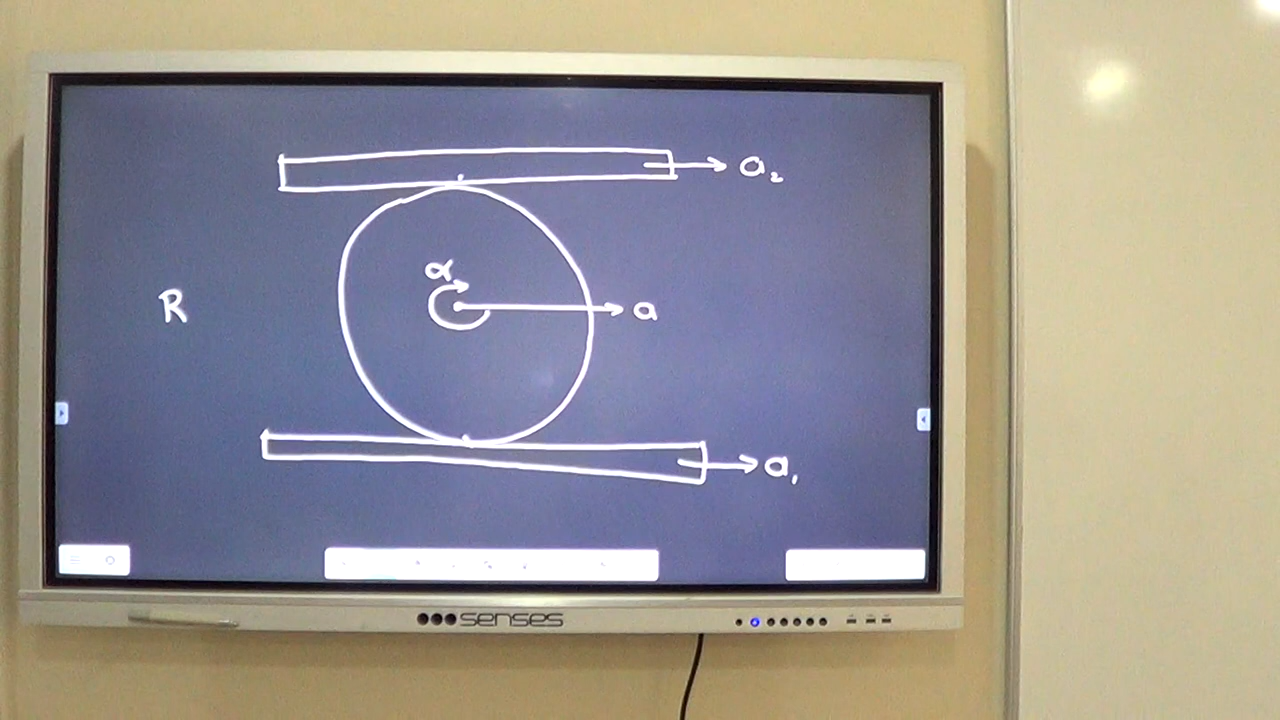 a₂
α
R
a
a₁
senses